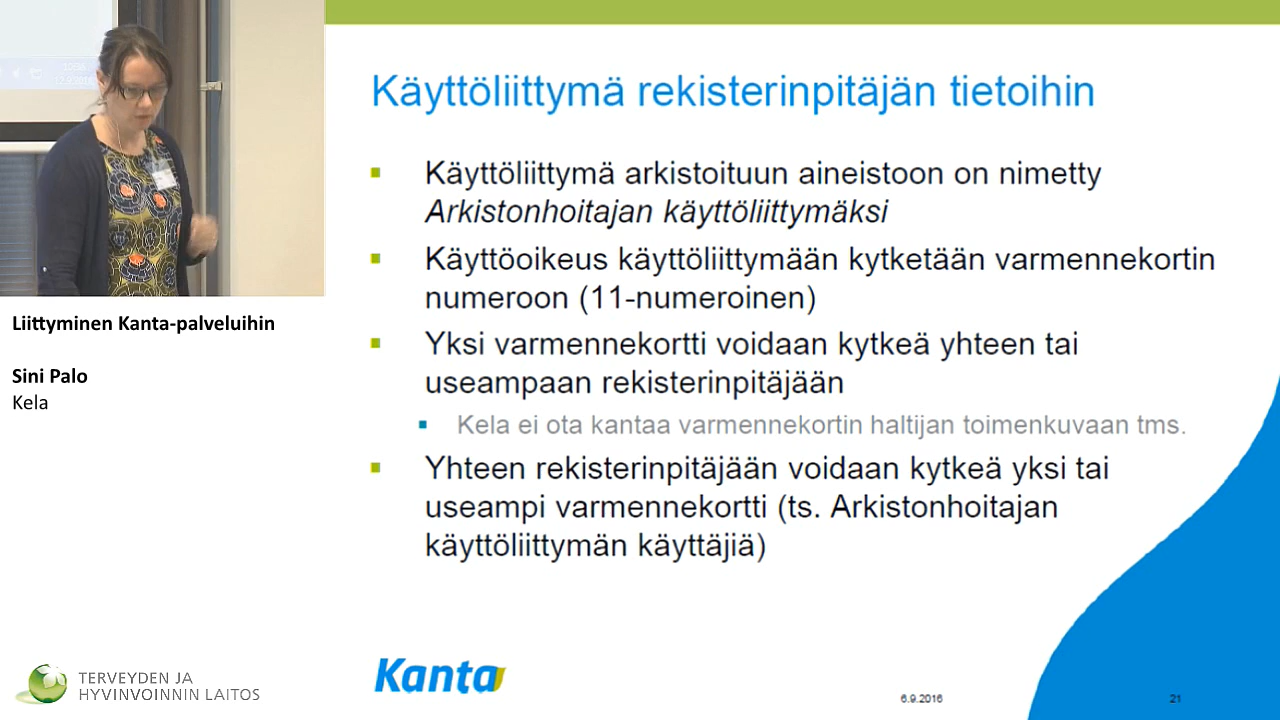 Käyttöliittymä rekisterinpitäjän tietoihin
Käyttöliittymä arkistoituun aineistoon on nimetty
Arkistonhoitajan käyttöliittymäksi
Käyttöoikeus käyttöliittymään kytketään varmennekortin
numeroon (11-numeroinen)
Yksi varmennekortti voidaan kytkeä yhteen tai
useampaan rekisterinpitäjään
Kela ei ota kantaa varmennekortin haltijan toimenkuvaan tms.
Yhteen rekisterinpitäjään voidaan kytkeä yksi tai
useampi varmennekortti (ts. Arkistonhoitajan
käyttöliittymän käyttäjiä)
Liittyminen Kanta-palveluihin
Sini Palo
Kela
TERVEYDEN JA
HYVINVOINNIN LAITOS
Kanta
6.9.2016
21